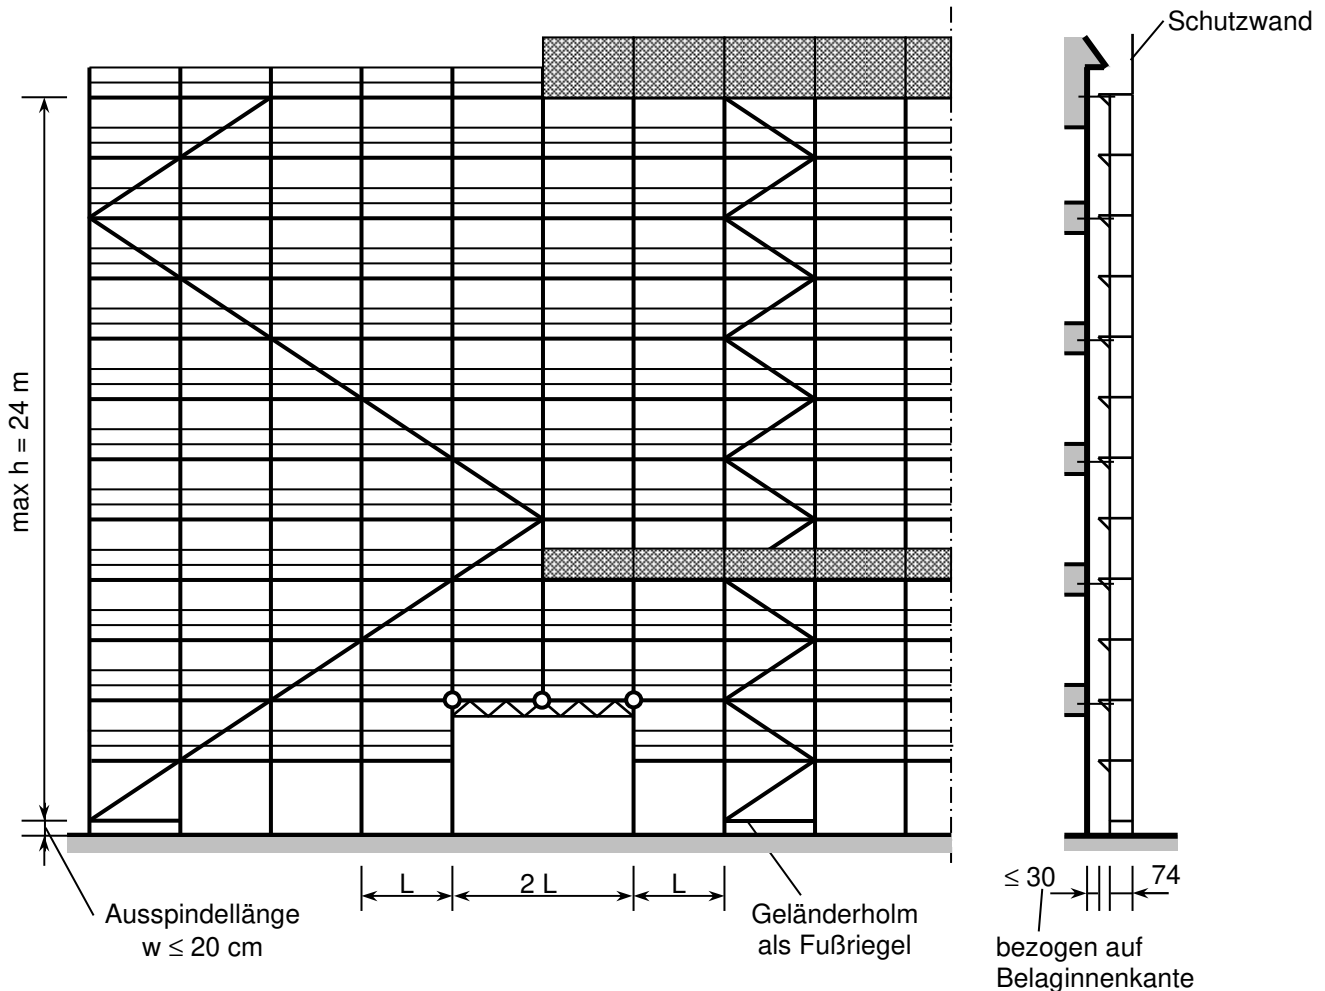 Schutzwand
max h = 24 m
L
2 L
L
≤ 30
74
Ausspindellänge
w ≤ 20 cm
Geländerholm
als Fußriegel
bezogen auf
Belaginnenkante